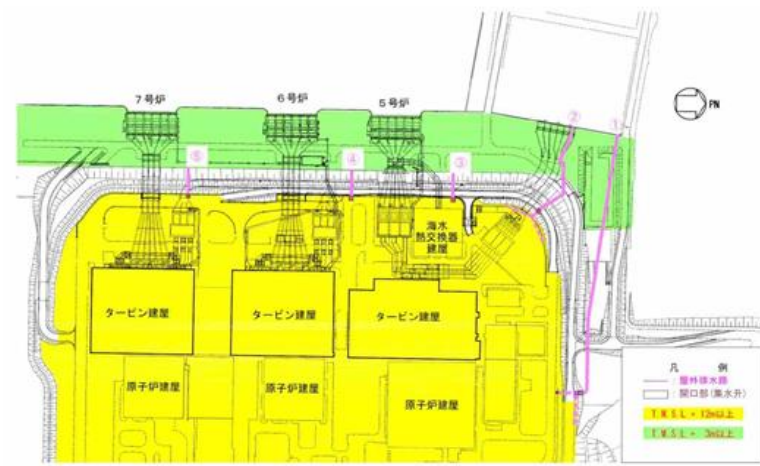 7号炉
6号炉
5号炉
②
①
PN
⑤
④
③
海水
熱交換器
建屋
タービン建屋
タービン建屋
タービン建屋
原子炉建屋
原子炉建屋
原子炉建屋
凡 例
:屋外排水路
:開口部(集水升)
T.M.S.L.+12m以上
T.M.S.L.+ 3m以上